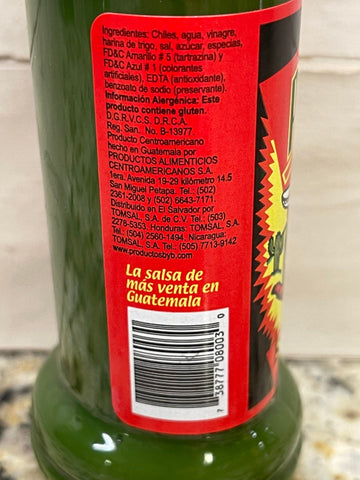 Ingredientes: Chiles, agua, vinagre,
harina de trigo, sal, azúcar, especias,
FD&C Amarillo # 5 (tartrazina) y
FD&C Azul # 1 (colorantes
artificiales), EDTA (antioxidante),
benzoato de sodio (preservante).
Información Alergénica: Este
producto contiene gluten.
D.G.R.V.C.S. D.R.C.A.
Reg. San. No. B-13977
Producto Centroamericano
hecho en Guatemala por
PRODUCTOS ALIMENTICIOS
CENTROAMERICANOS S.A.
1era. Avenida 19-29 kilómetro 14.5
San Miguel Petapa, Tel.: (502)
2361-2008 y (502) 6643-7171.
Distribuido en El Salvador por
TOMSAL, S.A. de C.V. Tel.: (503)
2278-5353. Honduras: TOMSAL, S.A.
Tel.: (504) 2560-1494. Nicaragua:
TOMSAL, S.A. Tel.: (505) 7713-9142
www.productosbyb.com
La salsa de
más venta en
Guatemala
7 38777 08003 0